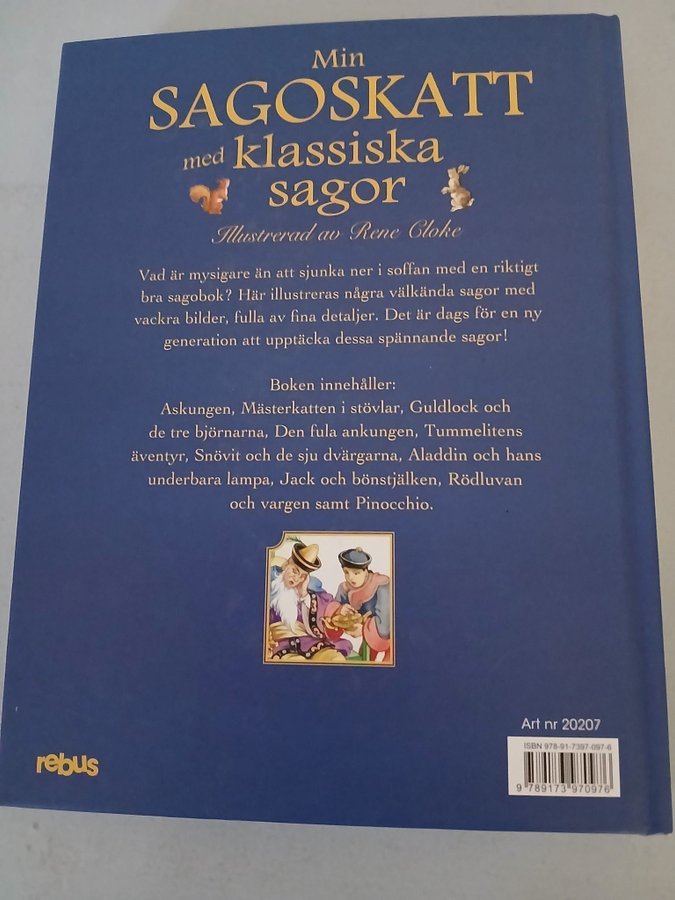 Min
SAGOSKATT
med klassiska
sagor
Illustrerad av Rene Cloke
Vad är mysigare än att sjunka ner i soffan med en riktigt
bra sagobok? Här illustreras några välkända sagor med
vackra bilder, fulla av fina detaljer. Det är dags för en ny
generation att upptäcka dessa spännande sagor!
Boken innehåller:
Askungen, Mästerkatten i stövlar, Guldlock och
de tre björnarna, Den fula ankungen, Tummelitens
äventyr, Snövit och de sju dvärgarna, Aladdin och hans
underbara lampa, Jack och bönstjälken, Rödluvan
och vargen samt Pinocchio.
Art nr 20207
ISBN 978-91-7397-097-6
9 789173 970976
rebus